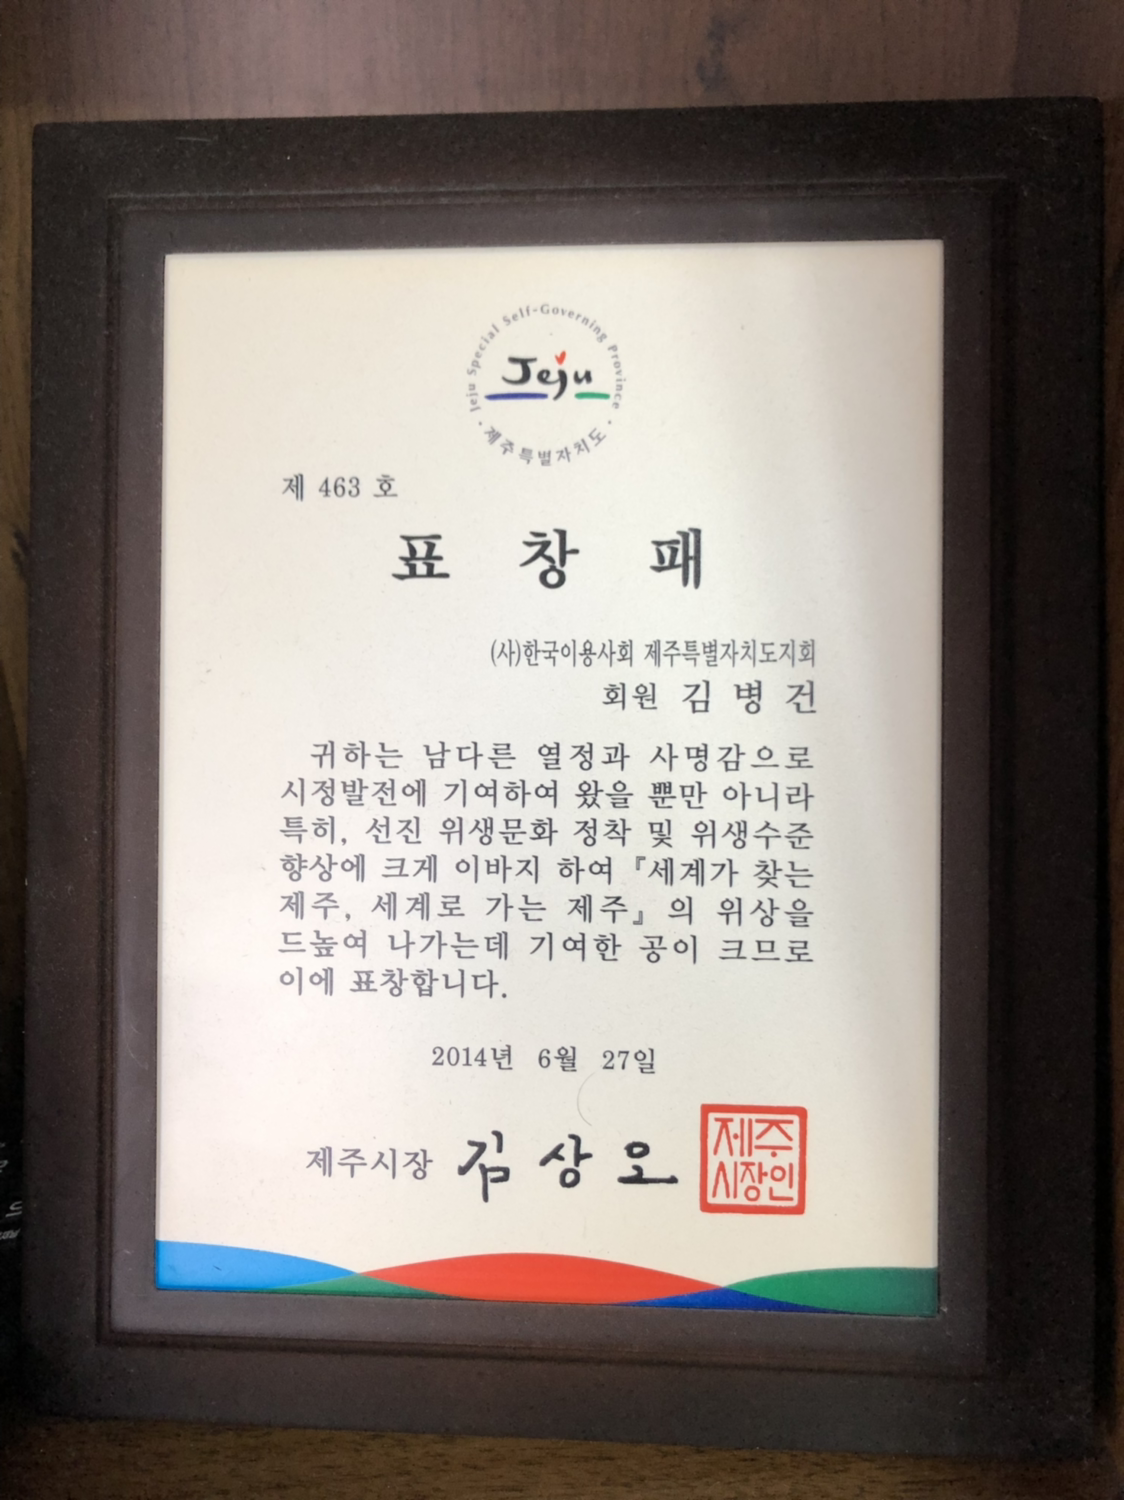 Jeju Special Self-Governing Province
Jeju
제주특별자치도
제 463 호
표 창 패
(사)한국이용사회 제주특별자치도지회
회원 김 병 건
귀하는 남다른 열정과 사명감으로
시정발전에 기여하여 왔을 뿐만 아니라
특히, 선진 위생문화 정착 및 위생수준
향상에 크게 이바지 하여 『세계가 찾는
제주, 세계로 가는 제주』의 위상을
드높여 나가는데 기여한 공이 크므로
이에 표창합니다.
2014년 6월 27일
제주시장 김 상 오
제주
시장인